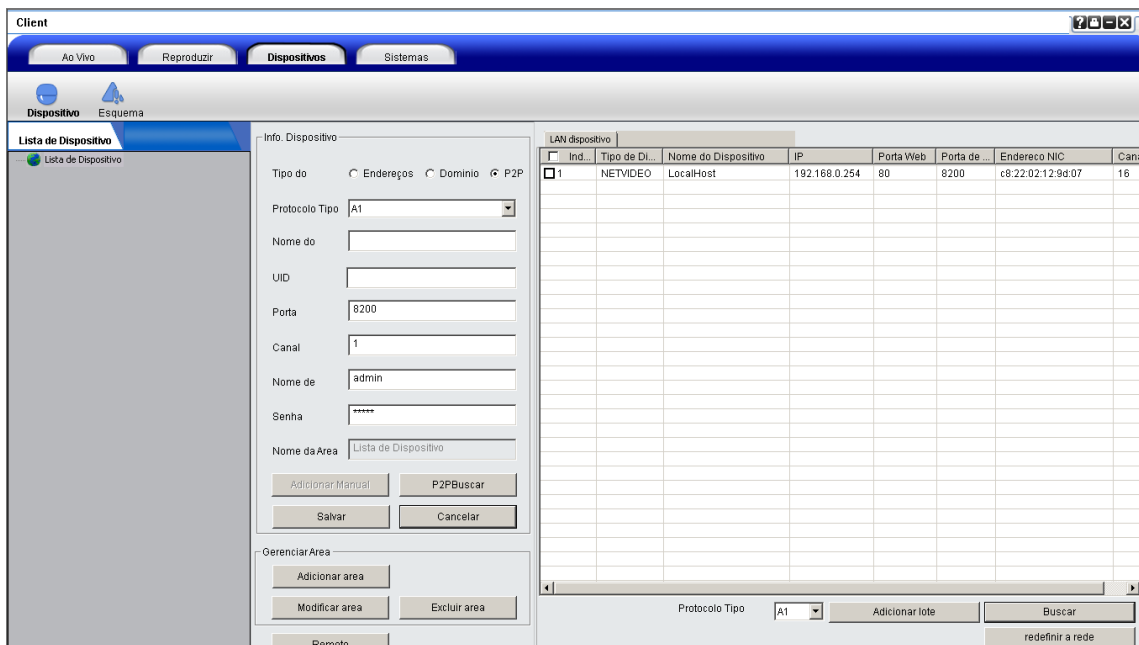 Client
Ao Vivo Reproduzir Dispositivos Sistemas
Dispositivo Esquema
Lista de Dispositivo
Lista de Dispositivo
Info. Dispositivo
Tipo do Endereços Dominio P2P
Protocolo Tipo A1
Nome do
UID
Porta 8200
Canal 1
Nome de admin
Senha *****
Nome da Area Lista de Dispositivo
Adicionar Manual P2PBuscar
Salvar Cancelar
Gerenciar Area
Adicionar area
Modificar area Excluir area
Remoto
LAN dispositivo
Ind... Tipo de Di... Nome do Dispositivo IP Porta Web Porta de ... Endereco NIC Cana
1 NETVIDEO LocalHost 192.168.0.254 80 8200 c8:22:02:12:9d:07 16
Protocolo Tipo A1 Adicionar lote Buscar
redefinir a rede